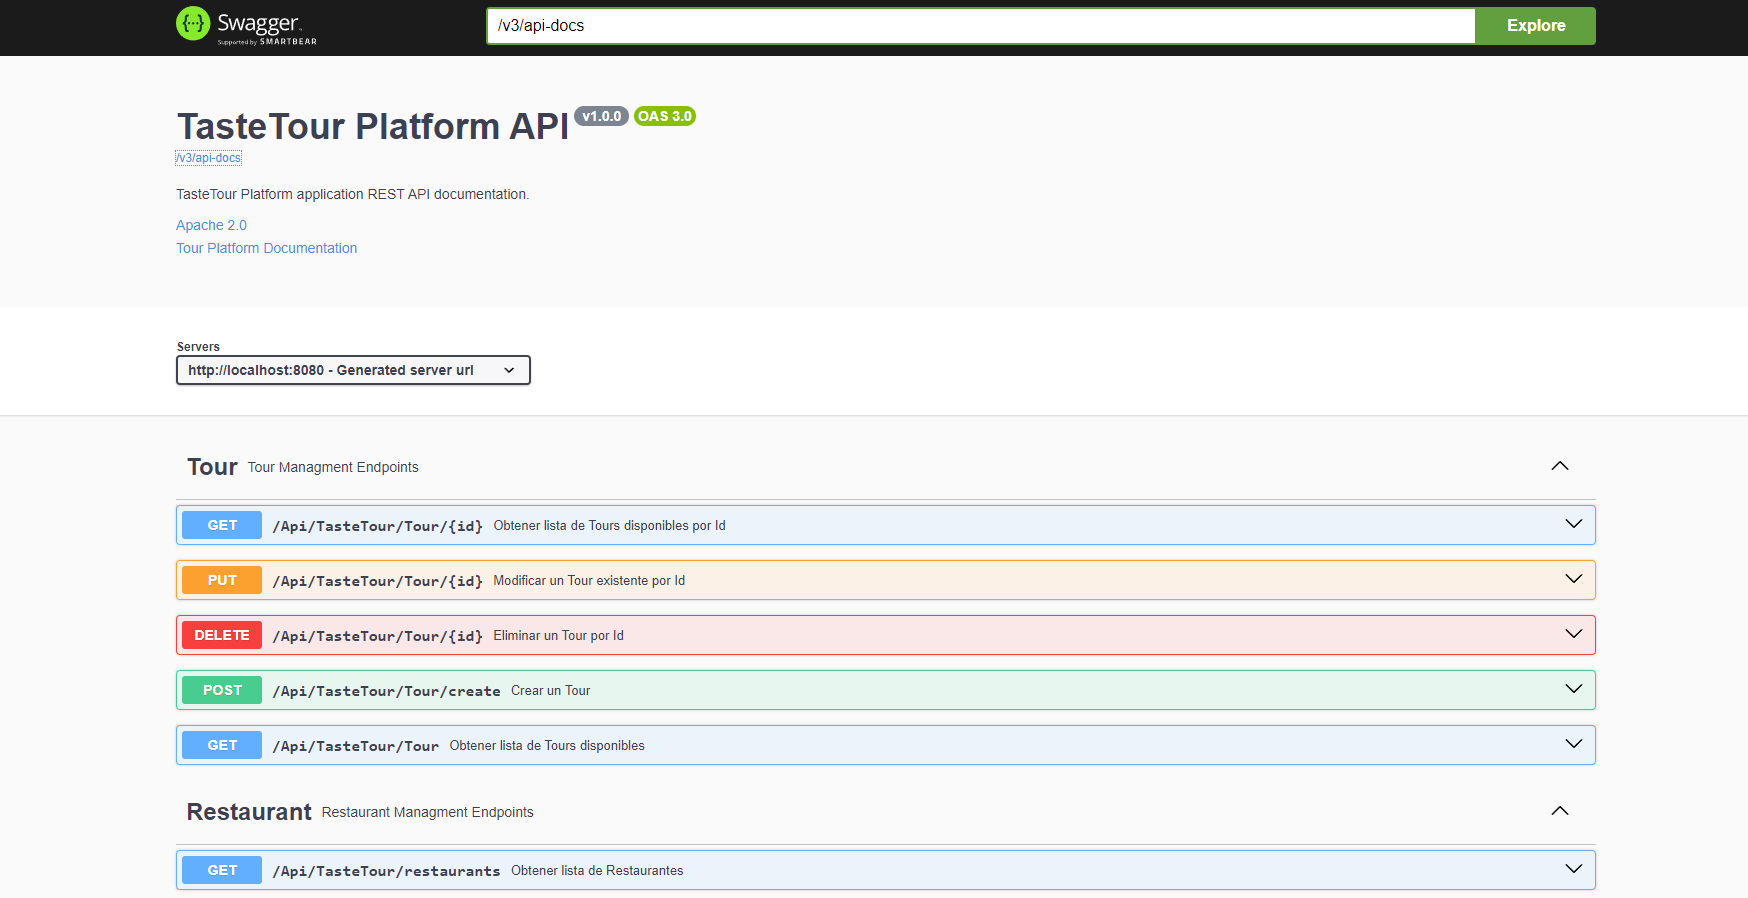 Swagger.
Supported by SMARTBEAR
/v3/api-docs
Explore
TasteTour Platform API v1.0.0 OAS 3.0
/v3/api-docs
TasteTour Platform application REST API documentation.
Apache 2.0
Tour Platform Documentation
Servers
http://localhost:8080 - Generated server url
Tour Tour Managment Endpoints
GET /Api/TasteTour/Tour/{id} Obtener lista de Tours disponibles por Id
PUT /Api/TasteTour/Tour/{id} Modificar un Tour existente por Id
DELETE /Api/TasteTour/Tour/{id} Eliminar un Tour por Id
POST /Api/TasteTour/Tour/create Crear un Tour
GET /Api/TasteTour/Tour Obtener lista de Tours disponibles
Restaurant Restaurant Managment Endpoints
GET /Api/TasteTour/restaurants Obtener lista de Restaurantes